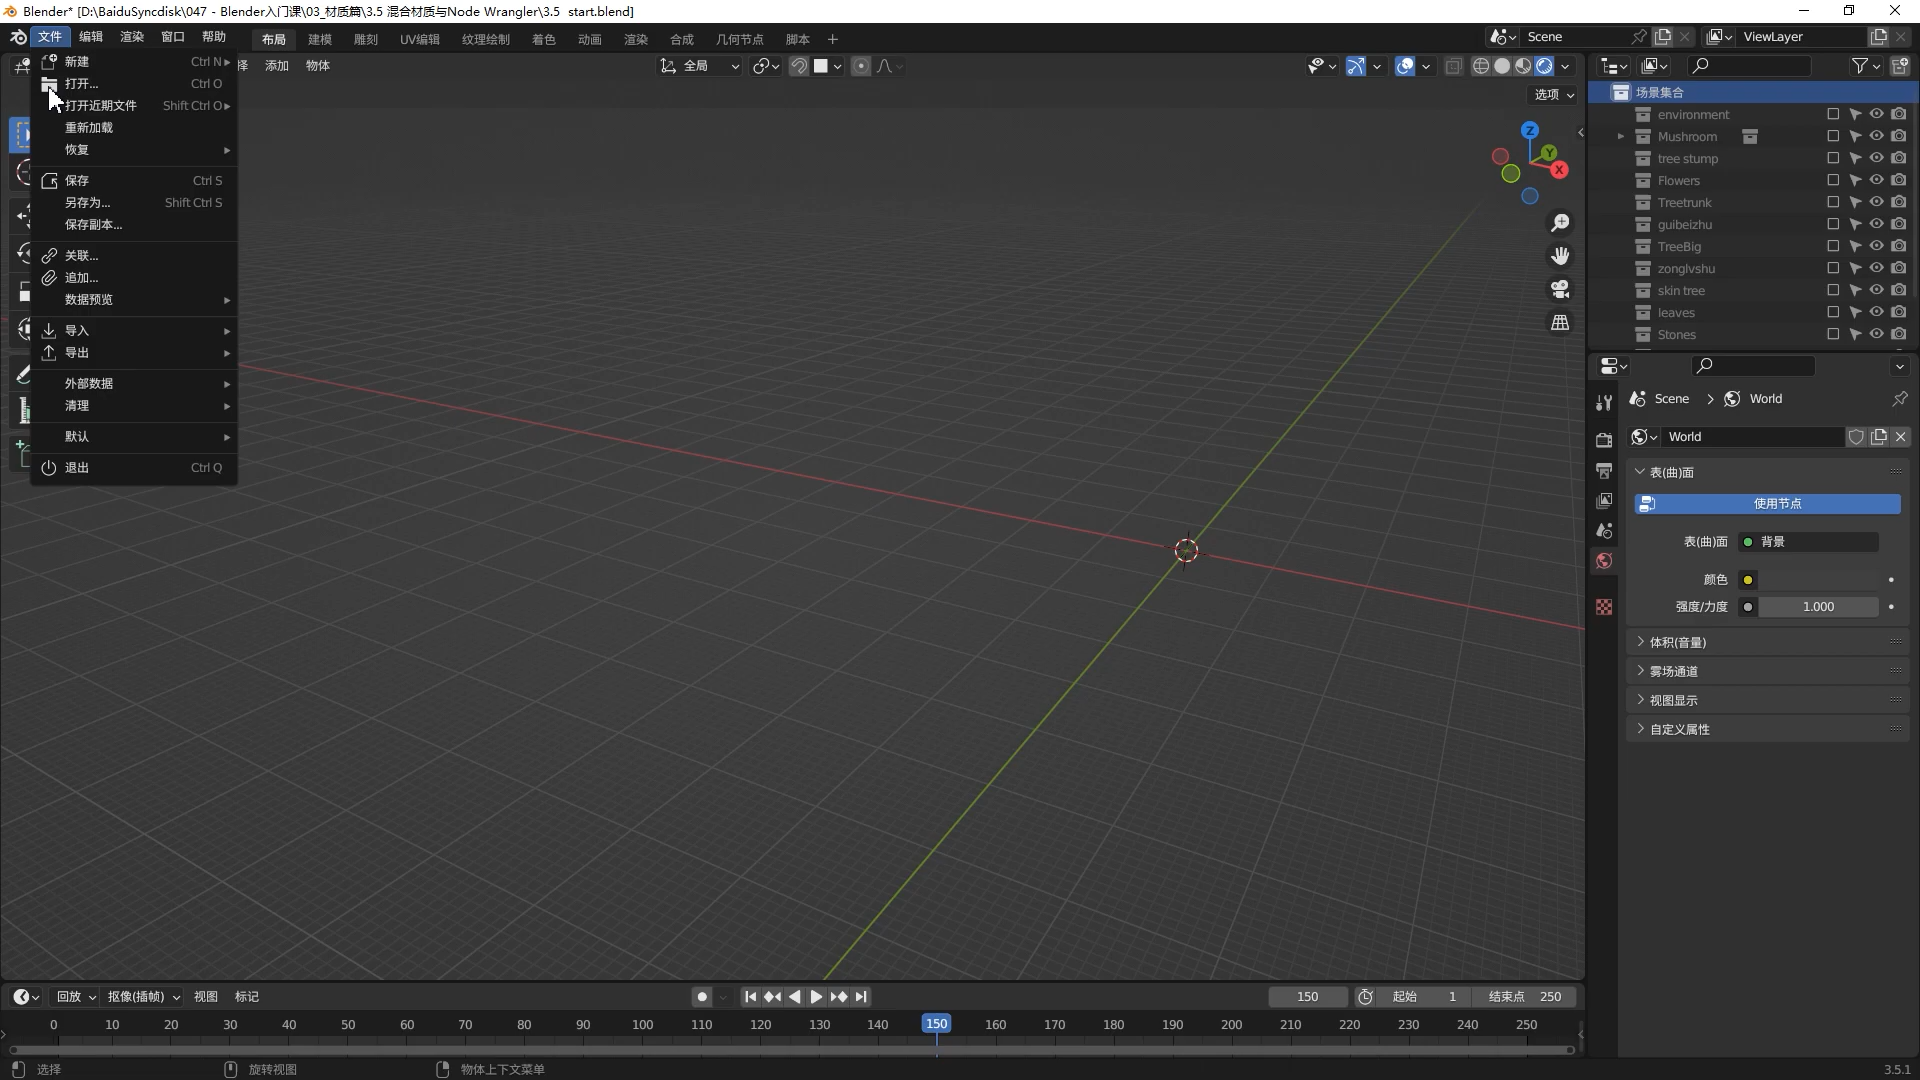 Blender* [D:\BaiduSyncdisk\047 - Blender入门课\03_材质篇\3.5 混合材质与Node Wrangler\3.5  start.blend]
文件 编辑 渲染 窗口 帮助 布局 建模 雕刻 UV编辑 纹理绘制 着色 动画 渲染 合成 几何节点 脚本 + Scene ViewLayer
添加 物体 全局
选项
新建 Ctrl N
打开... Ctrl O
打开近期文件 Shift Ctrl O
重新加载
恢复
保存 Ctrl S
另存为... Shift Ctrl S
保存副本...
关联...
追加...
数据预览
导入
导出
外部数据
清理
默认
退出 Ctrl Q
Z
Y
X
场景集合
environment
Mushroom
tree stump
Flowers
Treetrunk
guibeizhu
TreeBig
zonglvshu
skin tree
leaves
Stones
Scene > World
World
表(曲)面
使用节点
表(曲)面 背景
颜色
强度/力度 1.000
体积(音量)
雾场通道
视图显示
自定义属性
回放 抠像(插帧) 视图 标记 150 起始 1 结束点 250
0 10 20 30 40 50 60 70 80 90 100 110 120 130 140 150 160 170 180 190 200 210 220 230 240 250
选择 旋转视图 物体上下文菜单 3.5.1